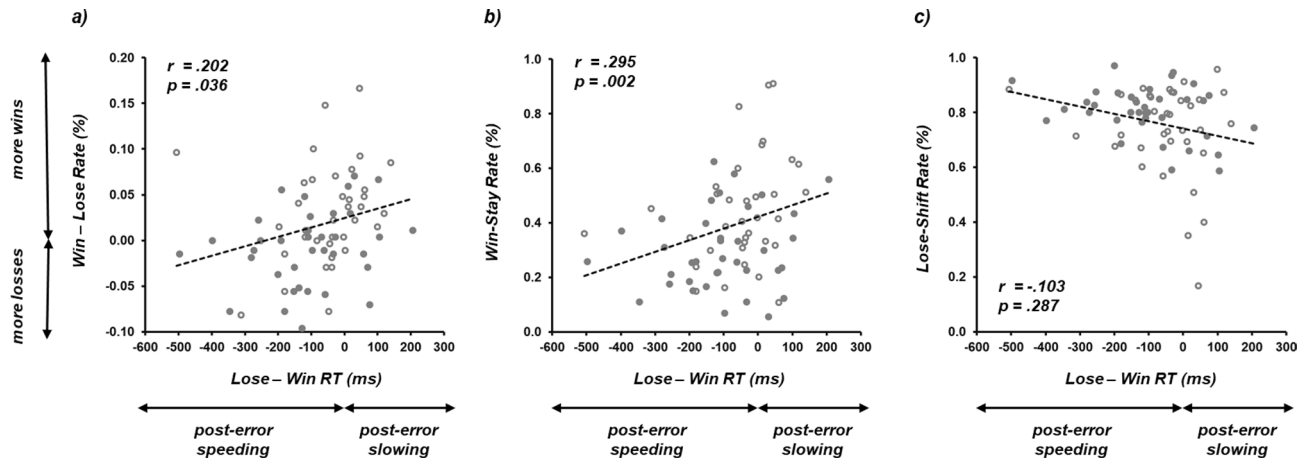 a)
more wins
more losses
Win – Lose Rate (%)
0.20
0.15
0.10
0.05
0.00
-0.05
-0.10
r = .202
p = .036
-600 -500 -400 -300 -200 -100 0 100 200 300
Lose – Win RT (ms)
post-error speeding
post-error slowing
b)
Win-Stay Rate (%)
1.0
0.8
0.6
0.4
0.2
0.0
r = .295
p = .002
-600 -500 -400 -300 -200 -100 0 100 200 300
Lose – Win RT (ms)
post-error speeding
post-error slowing
c)
Lose-Shift Rate (%)
1.0
0.8
0.6
0.4
0.2
0.0
r = -.103
p = .287
-600 -500 -400 -300 -200 -100 0 100 200 300
Lose – Win RT (ms)
post-error speeding
post-error slowing